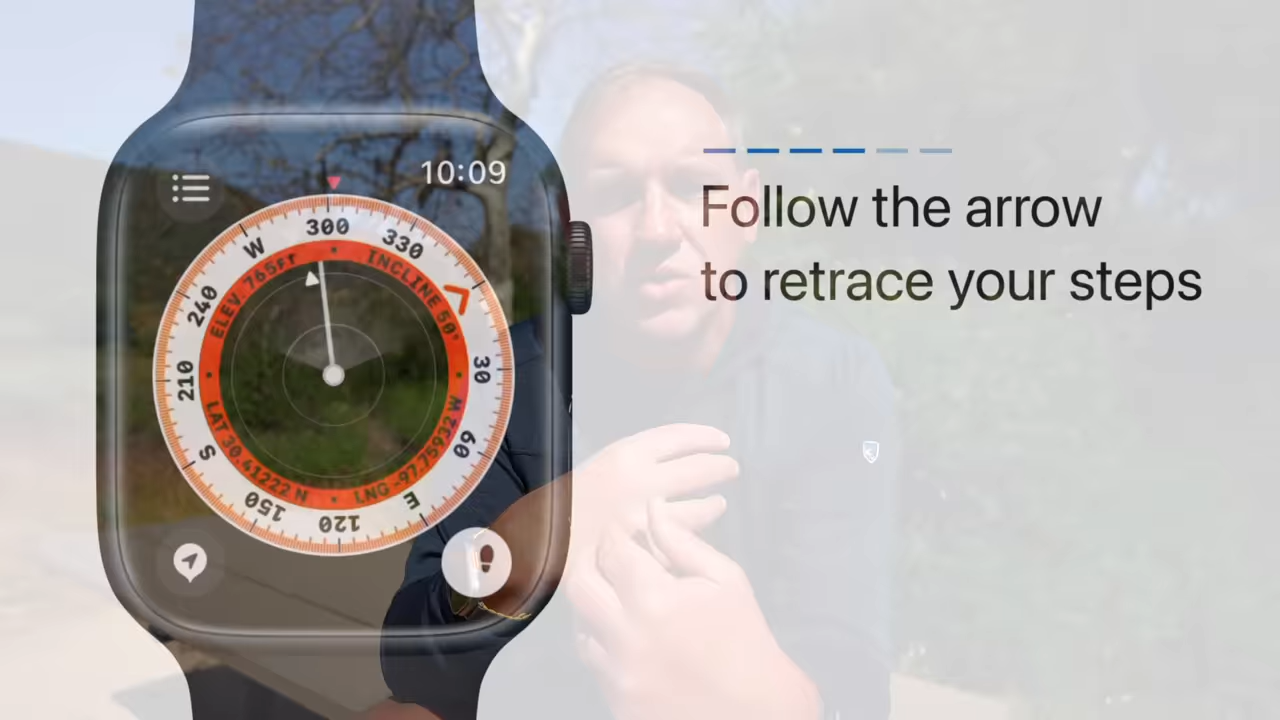 10:09
300
330
30
60
E
120
150
S
210
240
W
ELEV. 765FT
INCLINE 50°
LAT 30.41222 N
LNG -97.75932 W
Follow the arrow
to retrace your steps